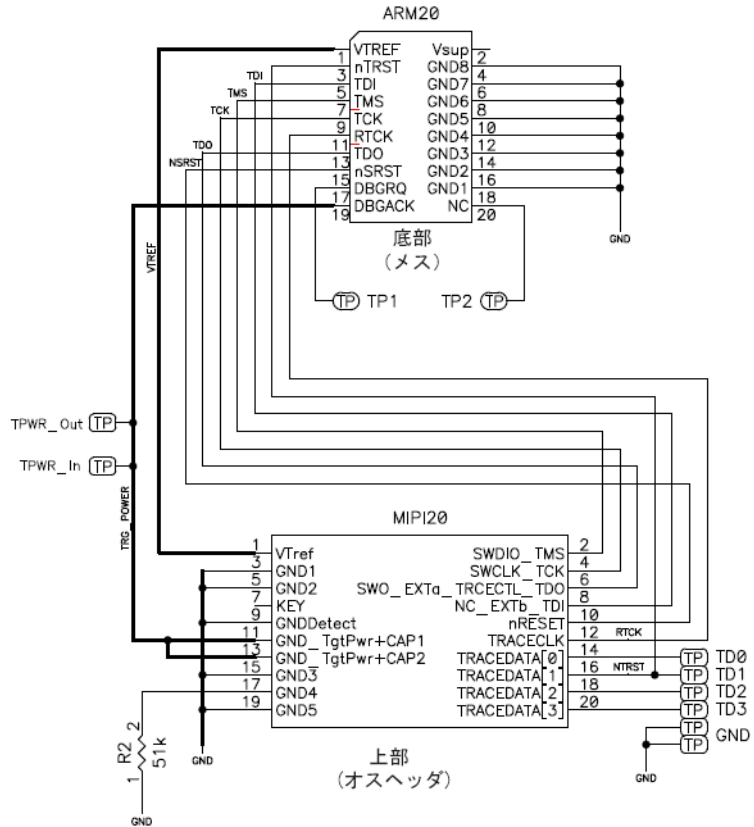 ARM20
VTREF Vsup
1 nTRST GND8 2
3 TDI GND7 4
5 TMS GND6 6
7 TCK GND5 8
9 RTCK GND4 10
11 TDO GND3 12
13 nSRST GND2 14
15 DBGRQ GND1 16
17 DBGACK NC 18
19 20
TDI
TMS
TCK
TDO
NSRST
VTREF
底部
(メス)
GND
TP TP1
TP2 TP
TPWR_Out TP
TPWR_In TP
TRG_POWER
MIPI20
1 VTref SWDIO_TMS 2
3 GND1 SWCLK_TCK 4
5 GND2 SWO_EXTa_TRCECTL_TDO 6
7 KEY NC_EXTb_TDI 8
9 GNDDetect nRESET 10
11 GND_TgtPwr+CAP1 TRACECLK 12 RTCK
13 GND_TgtPwr+CAP2 TRACEDATA[0] 14 TP TD0
15 GND3 TRACEDATA[1] 16 NTRST TP TD1
17 GND4 TRACEDATA[2] 18 TP TD2
19 GND5 TRACEDATA[3] 20 TP TD3
TP
TP
GND
GND
上部
(オスヘッダ)
GND
R2
51k
2
1
GND